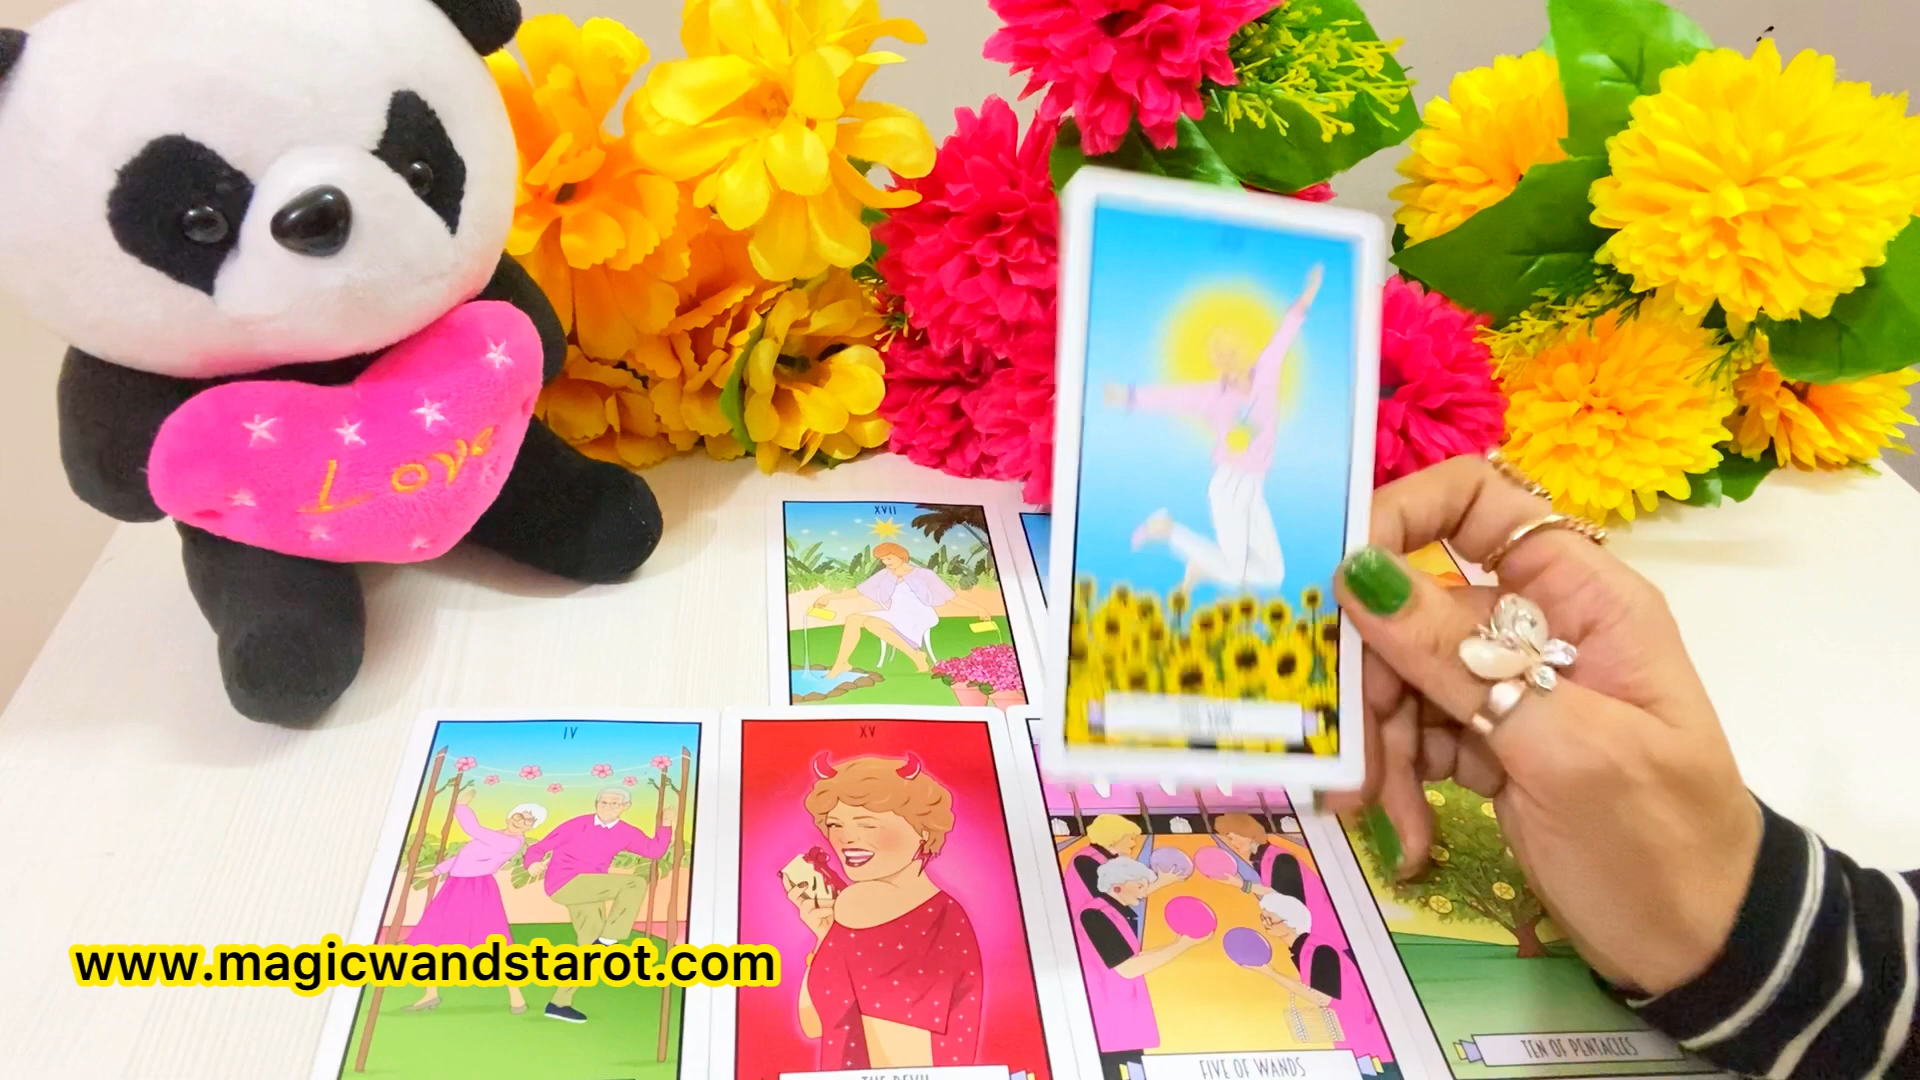 Love
XVII
IV
XV
www.magicwandstarot.com
FIVE OF WANDS
TEN OF PENTACLES